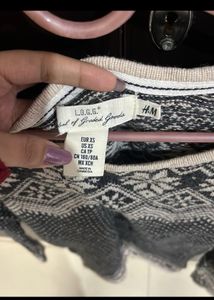 L.O.G.G.
Label of Graded Goods
H&M
EUR XS
US XS
CA TP
CN 160/80A
MX XCH